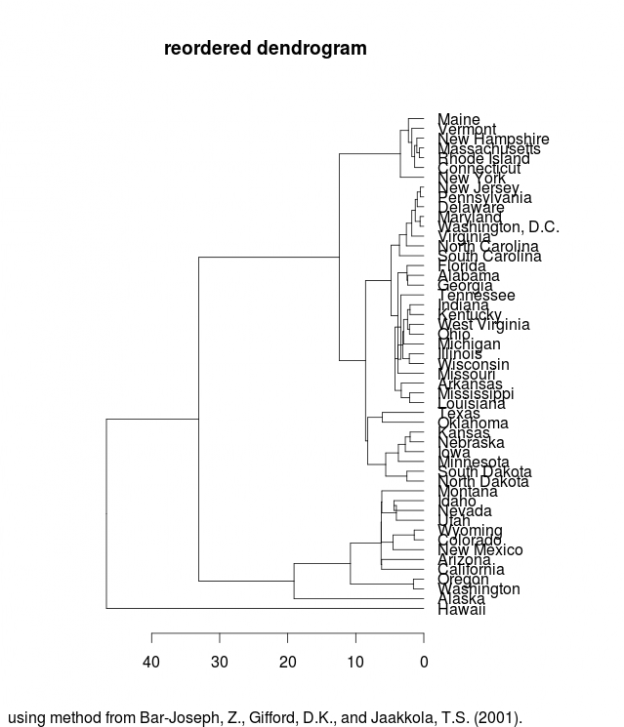 reordered dendrogram
Maine
Vermont
New Hampshire
Massachusetts
Rhode Island
Connecticut
New York
New Jersey
Pennsylvania
Delaware
Maryland
Washington, D.C.
Virginia
North Carolina
South Carolina
Florida
Alabama
Georgia
Tennessee
Indiana
Kentucky
West Virginia
Ohio
Michigan
Illinois
Wisconsin
Missouri
Arkansas
Mississippi
Louisiana
Texas
Oklahoma
Kansas
Nebraska
Iowa
Minnesota
South Dakota
North Dakota
Montana
Idaho
Nevada
Utah
Wyoming
Colorado
New Mexico
Arizona
California
Oregon
Washington
Alaska
Hawaii
40 30 20 10 0
using method from Bar-Joseph, Z., Gifford, D.K., and Jaakkola, T.S. (2001).